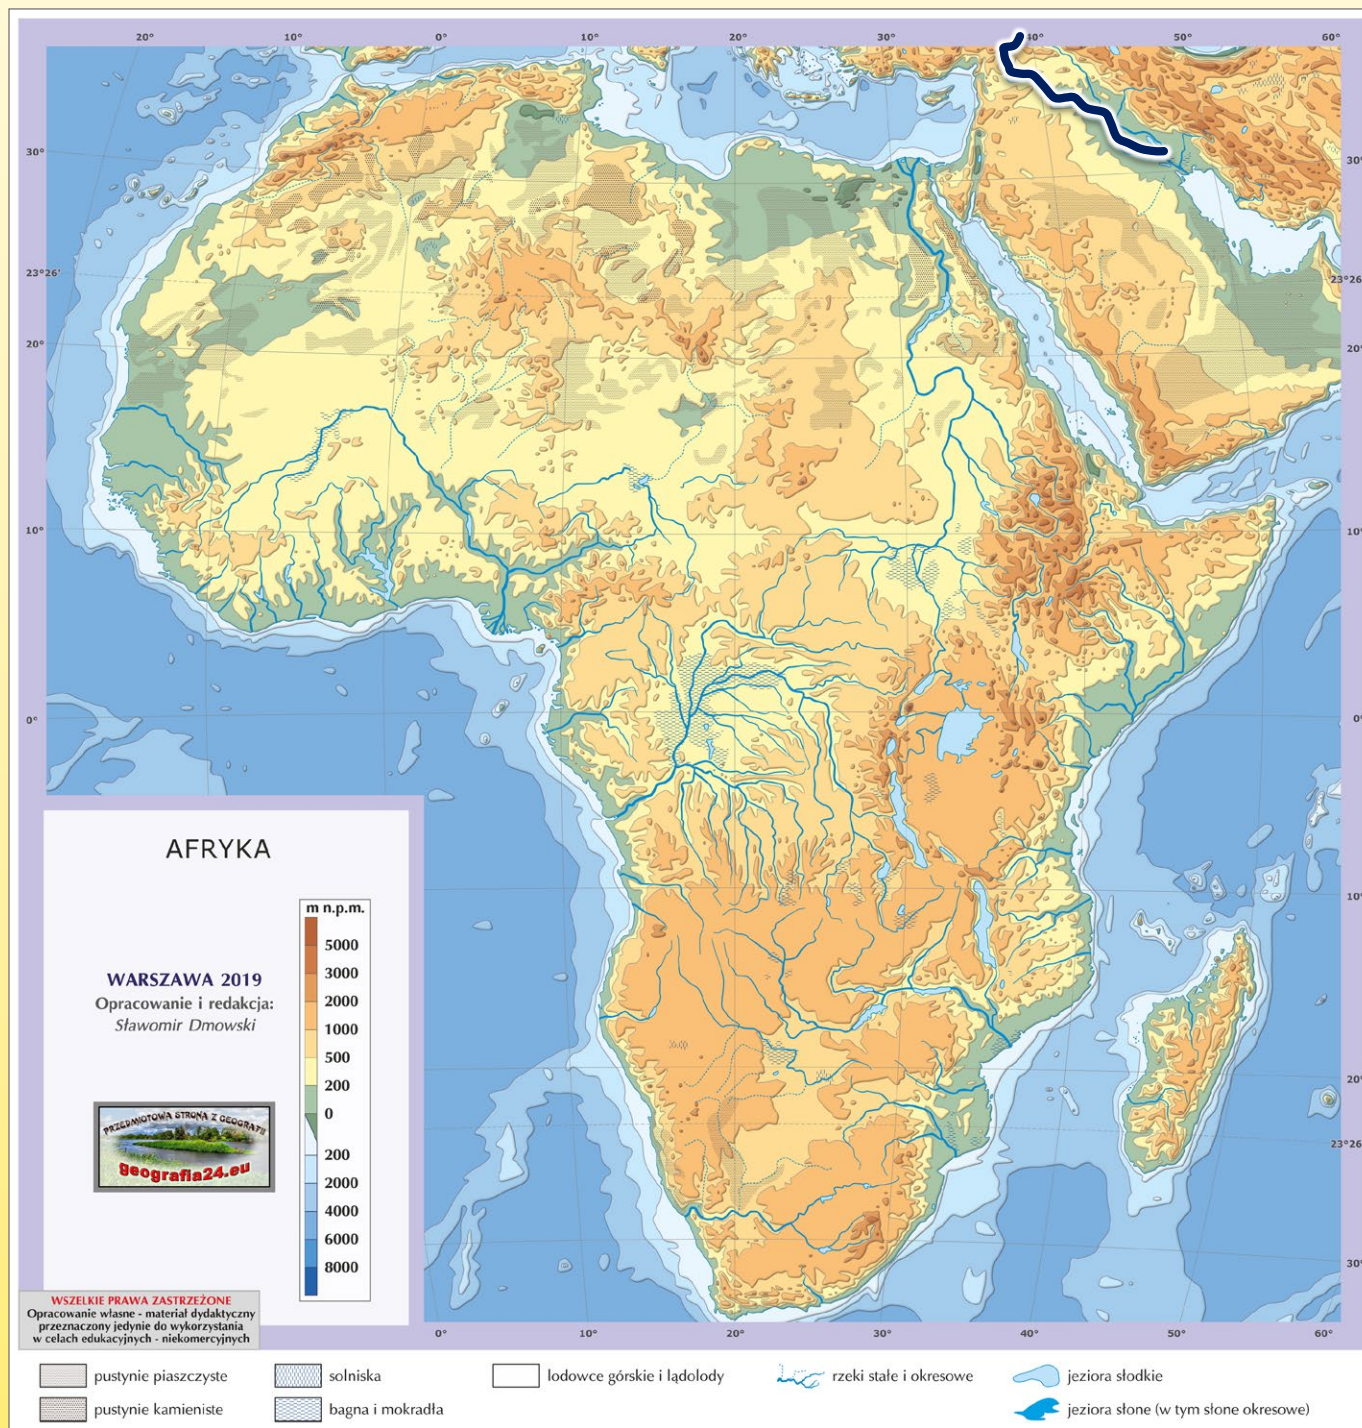 20° 10° 0° 10° 20° 30° 40° 50° 60°
30° 30°
23°26' 23°26
20° 20°
10° 10°
0° 0°
10°
20°
23°26
30°
0° 10° 20° 30° 40° 50° 60°
AFRYKA
WARSZAWA 2019
Opracowanie i redakcja:
Sławomir Dmowski
PRZEDMIOTOWA STRONA Z GEOGRAFII
geografia24.eu
m n.p.m.
5000
3000
2000
1000
500
200
0
200
2000
4000
6000
8000
WSZELKIE PRAWA ZASTRZEŻONE
Opracowanie własne - materiał dydaktyczny
przeznaczony jedynie do wykorzystania
w celach edukacyjnych - niekomercyjnych
pustynie piaszczyste
pustynie kamieniste
solniska
bagna i mokradła
lodowce górskie i lądolody
rzeki stałe i okresowe
jeziora słodkie
jeziora słone (w tym słone okresowe)